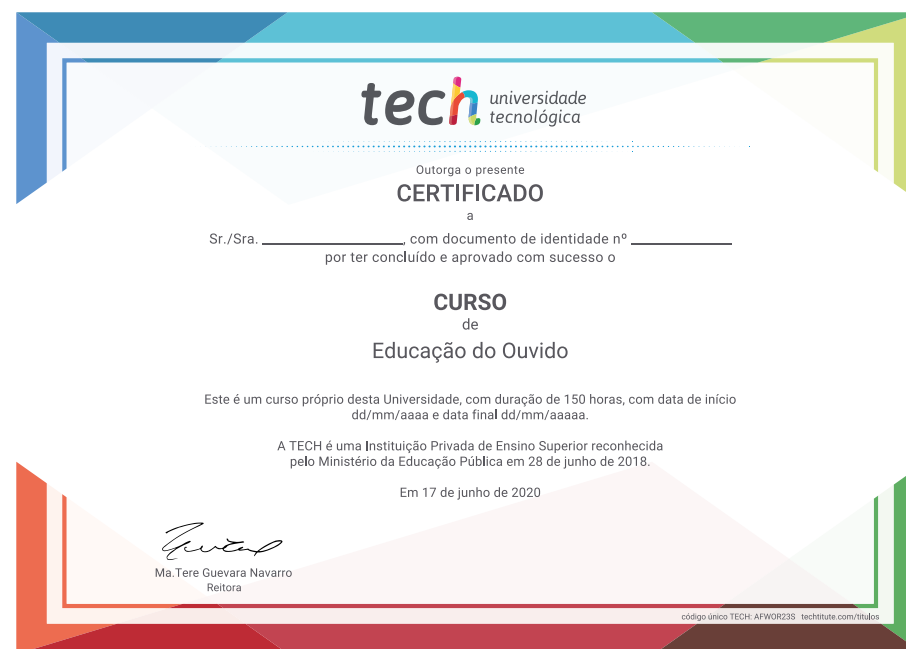 tech universidade
tecnológica
Outorga o presente
CERTIFICADO
a
Sr./Sra. ________________, com documento de identidade nº ____________
por ter concluído e aprovado com sucesso o
CURSO
de
Educação do Ouvido
Este é um curso próprio desta Universidade, com duração de 150 horas, com data de início
dd/mm/aaaa e data final dd/mm/aaaaa.
A TECH é uma Instituição Privada de Ensino Superior reconhecida
pelo Ministério da Educação Pública em 28 de junho de 2018.
Em 17 de junho de 2020
Ma.Tere Guevara Navarro
Reitora
código único TECH: AFWOR23S techtitute.com/titulos